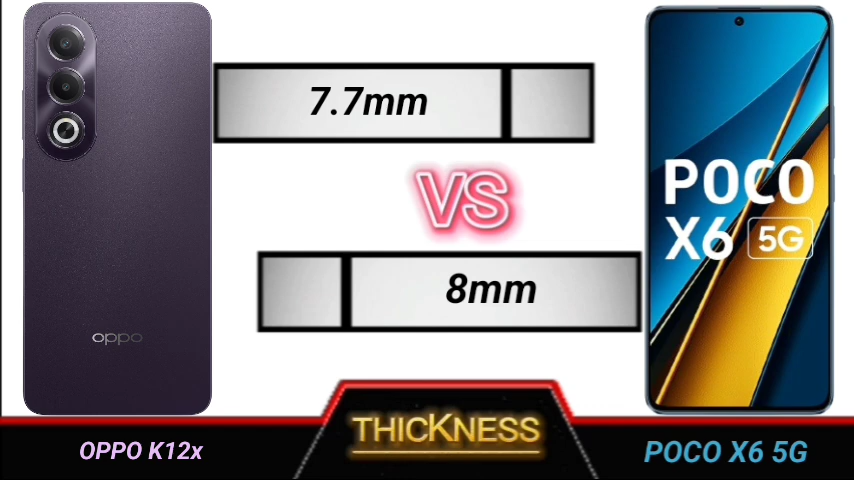 7.7mm
VS
8mm
oppo
POCO
X6 5G
THICKNESS
OPPO K12x
POCO X6 5G